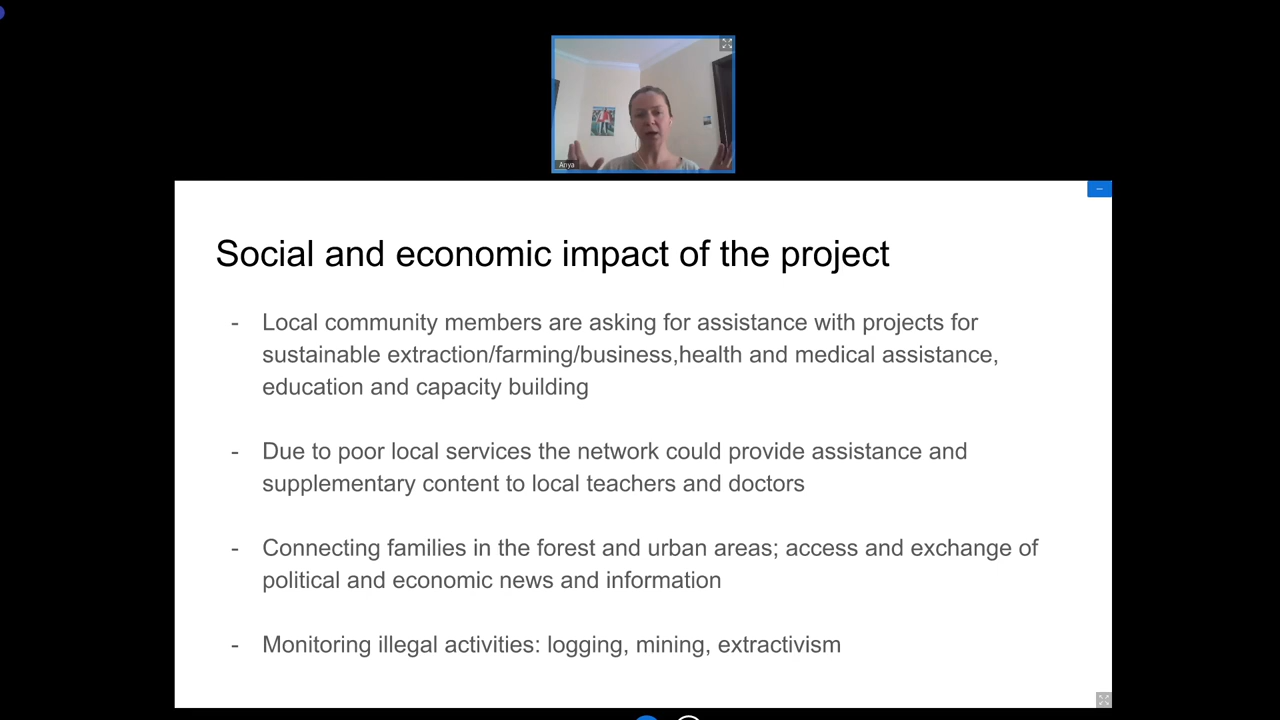 Anya
Social and economic impact of the project
- Local community members are asking for assistance with projects for
sustainable extraction/farming/business,health and medical assistance,
education and capacity building
- Due to poor local services the network could provide assistance and
supplementary content to local teachers and doctors
- Connecting families in the forest and urban areas; access and exchange of
political and economic news and information
- Monitoring illegal activities: logging, mining, extractivism